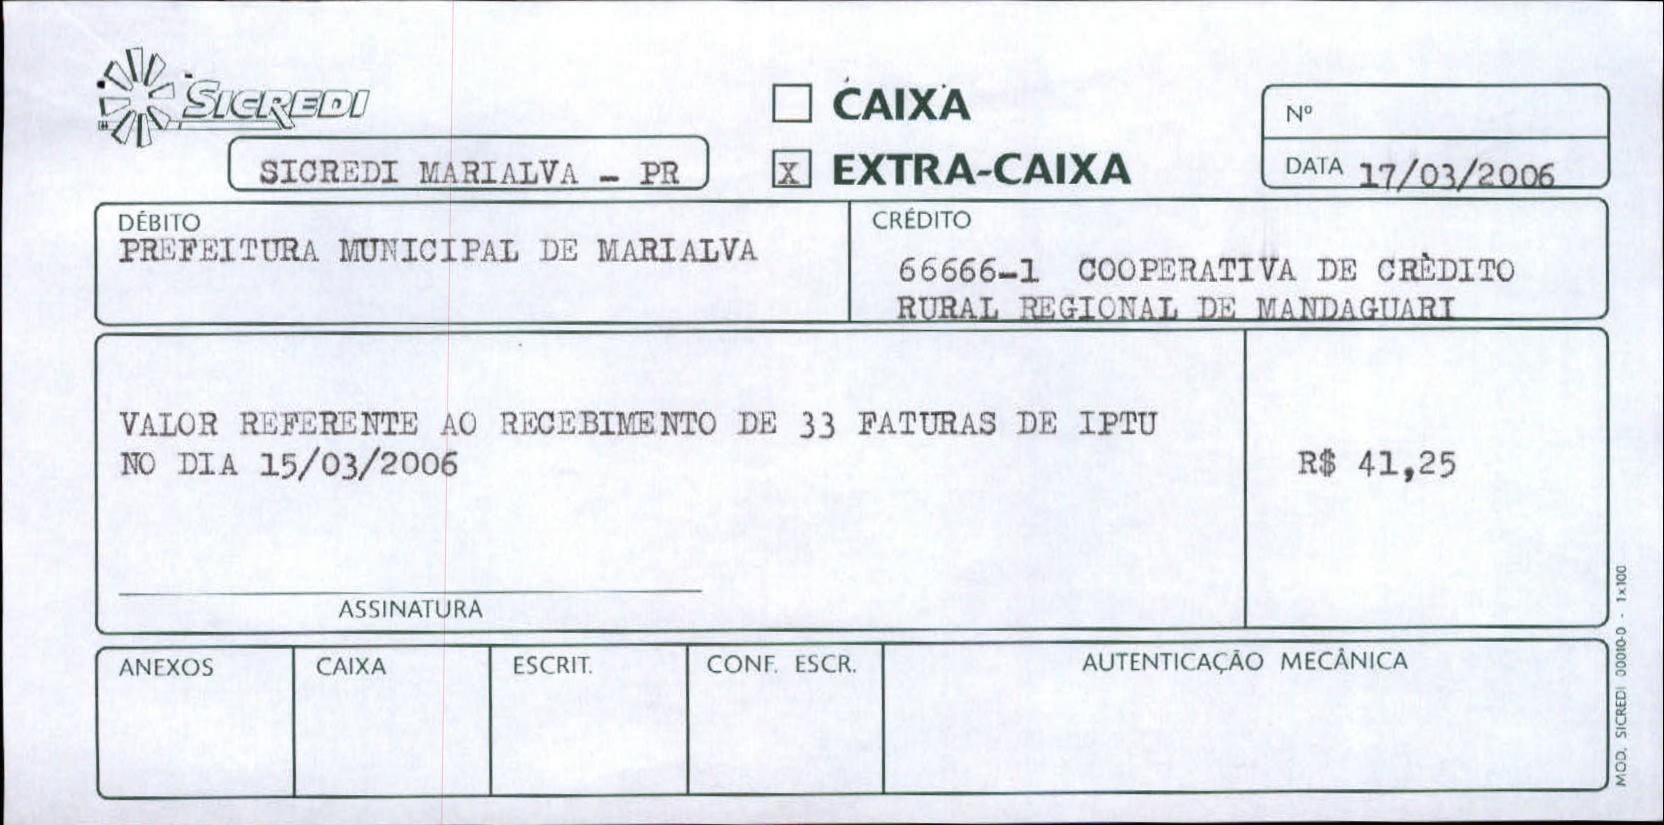 SICREDI
SICREDI MARIALVA - PR
CAIXA
X EXTRA-CAIXA
Nº
DATA 17/03/2006
DÉBITO
PREFEITURA MUNICIPAL DE MARIALVA
CRÉDITO
66666-1 COOPERATIVA DE CRÈDITO
RURAL REGIONAL DE MANDAGUARI
VALOR REFERENTE AO RECEBIMENTO DE 33 FATURAS DE IPTU
NO DIA 15/03/2006
R$ 41,25
ASSINATURA
ANEXOS
CAIXA
ESCRIT.
CONF. ESCR.
AUTENTICAÇÃO MECÂNICA
MOD. SICREDI 00010-0 - 1x100